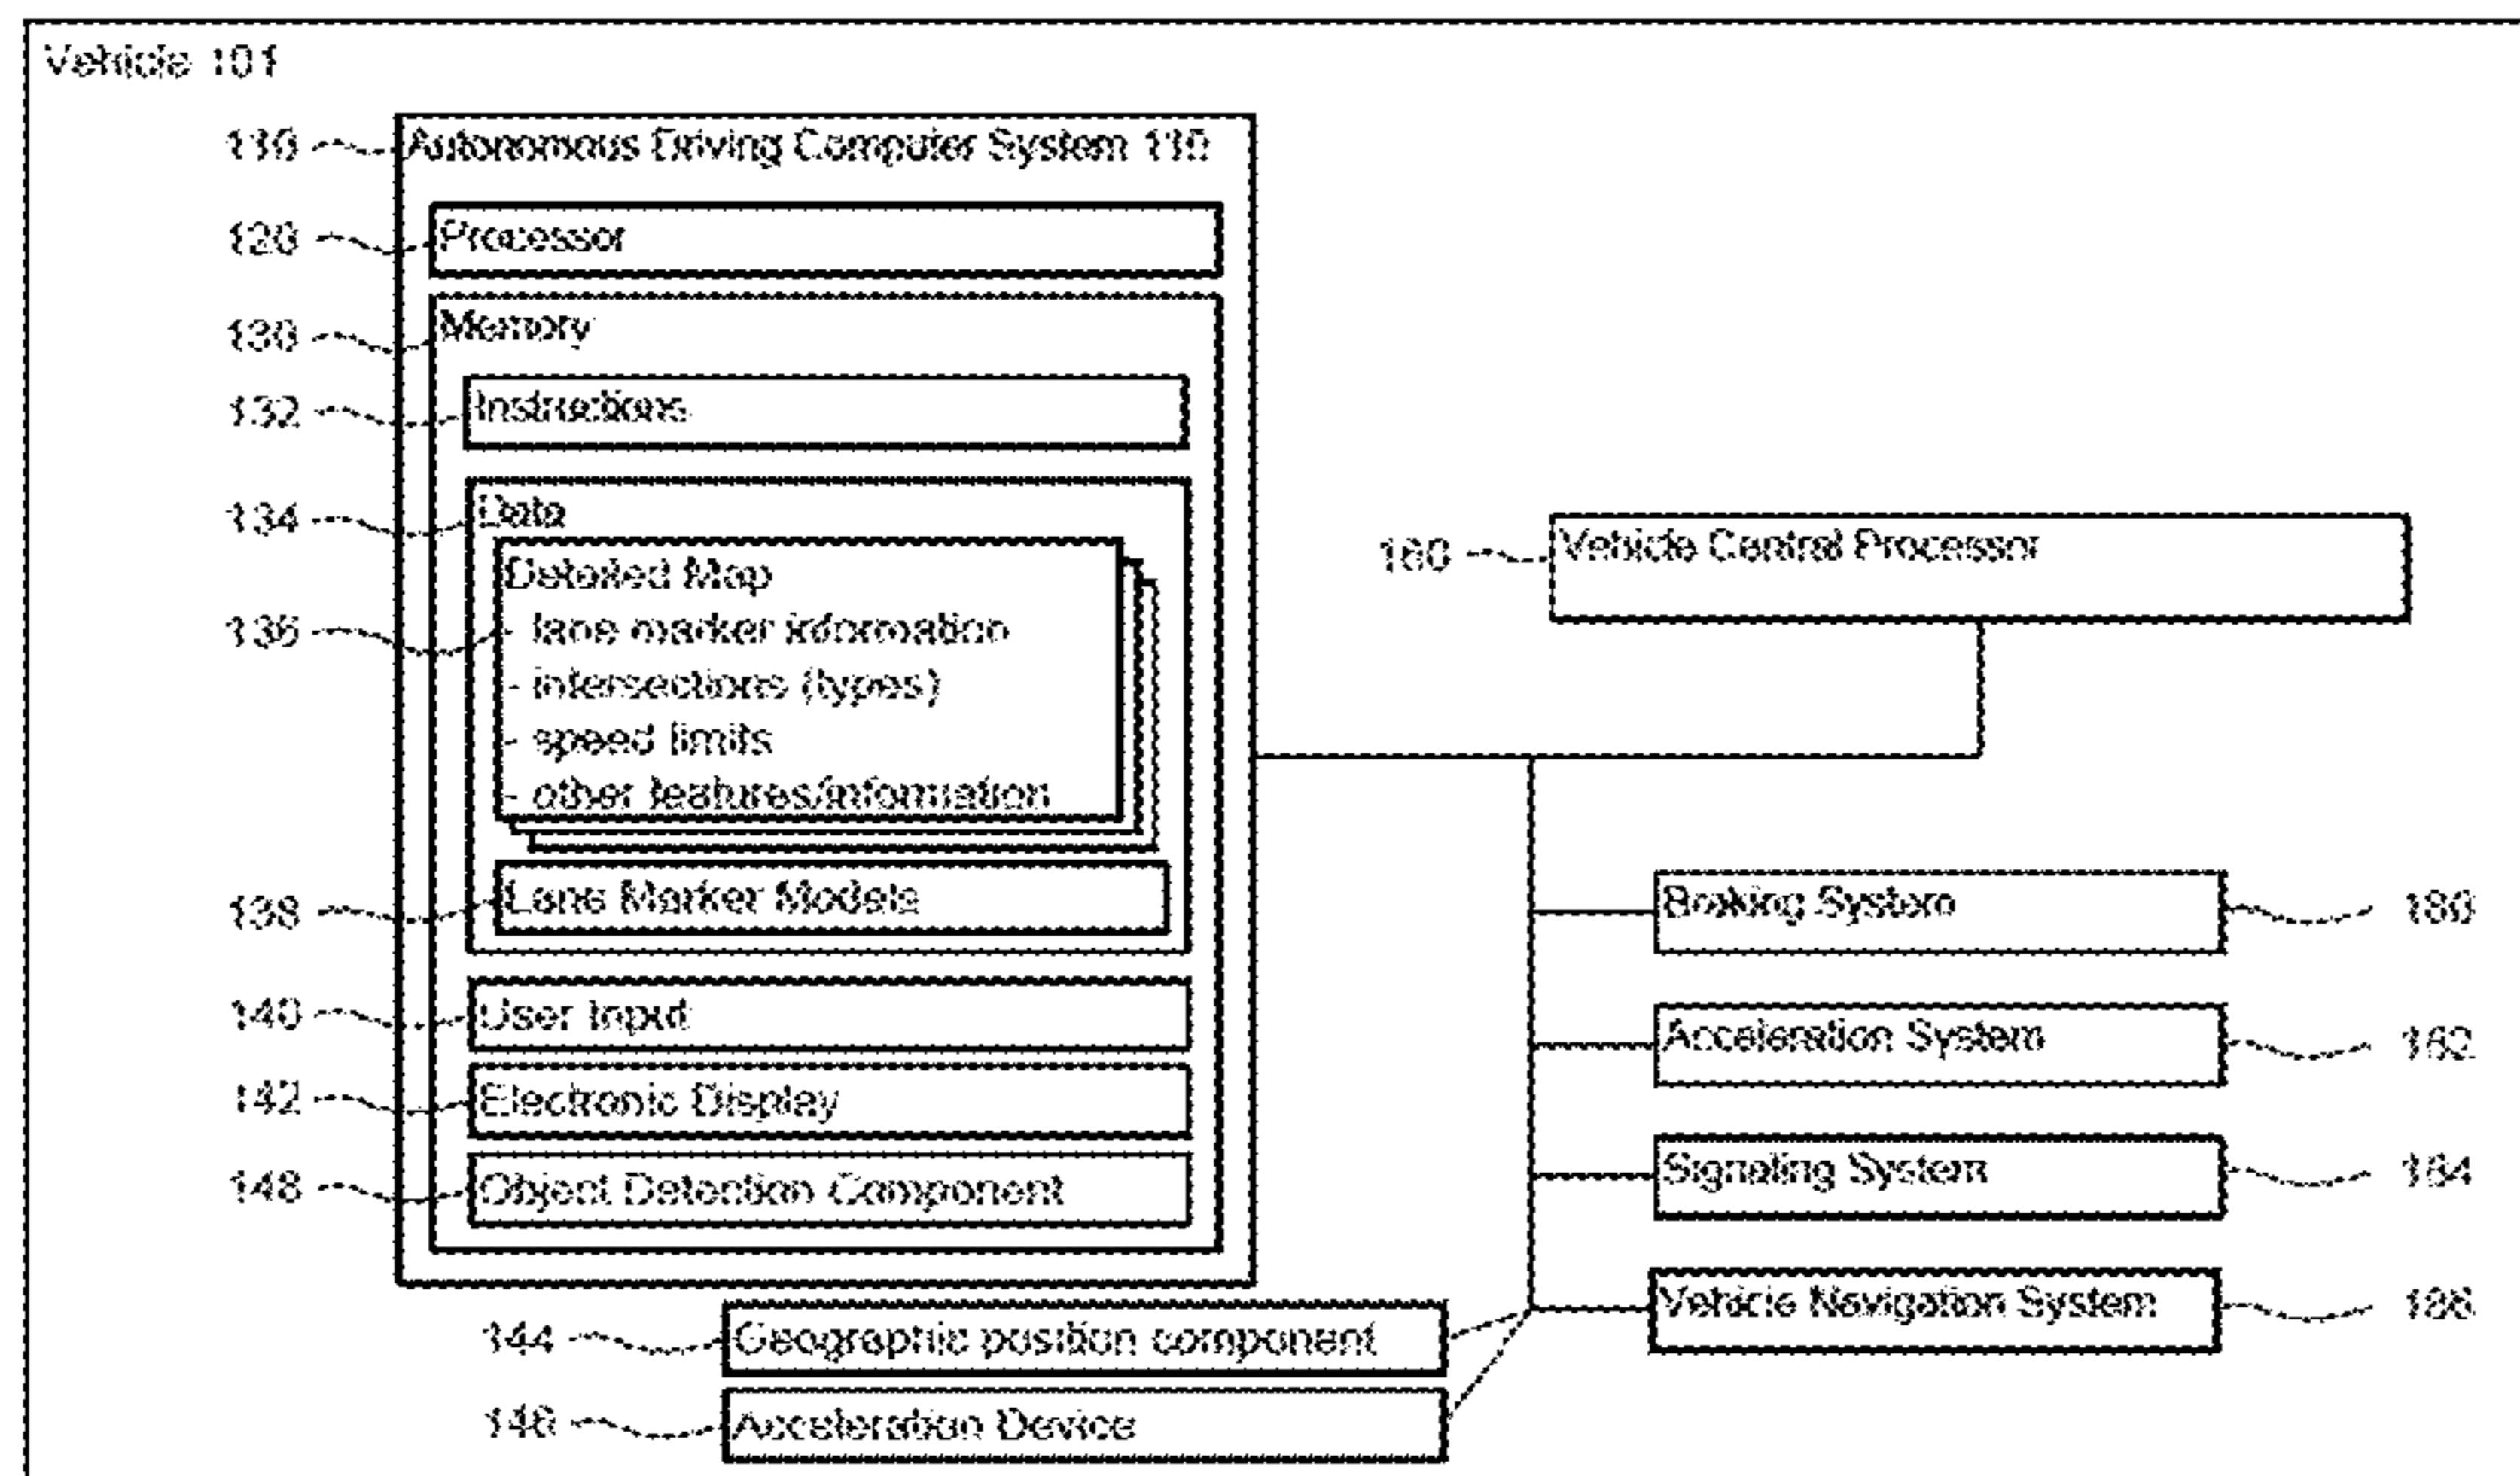 Vehicle 101
110 Autonomous Driving Computer System 110
120 Processor
130 Memory
132 Instructions
134 Data
136 Detailed Map
- lane marker information
- intersections (types)
- speed limits
- other features/information
138 Lane Marker Models
140 User Input
142 Electronic Display
148 Object Detection Component
144 Geographic position component
146 Acceleration Device
160 Vehicle Central Processor
Braking System 180
Acceleration System 182
Signaling System 184
Vehicle Navigation System 186